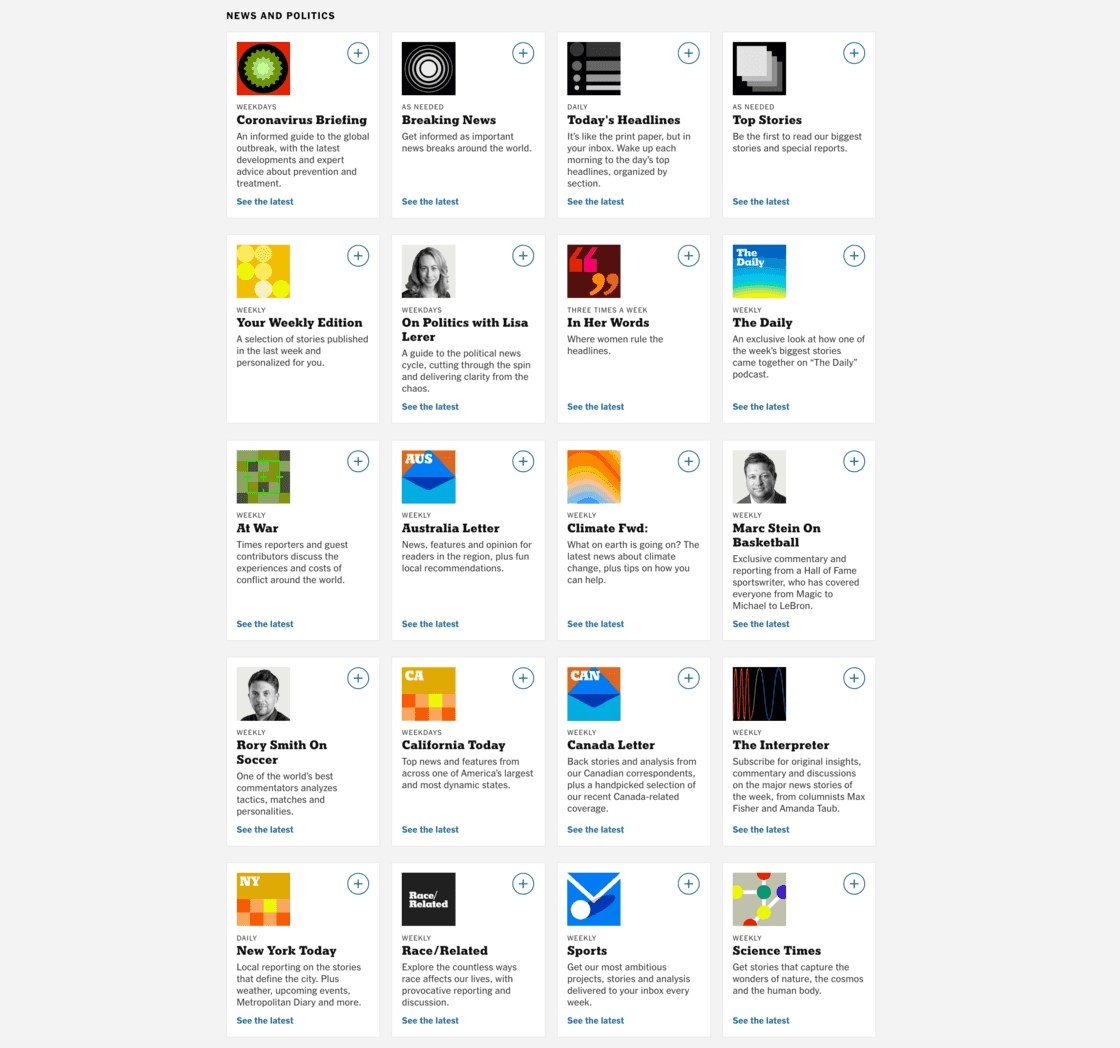 NEWS AND POLITICS
WEEKDAYS
Coronavirus Briefing
An informed guide to the global
outbreak, with the latest
developments and expert
advice about prevention and
treatment.
See the latest
AS NEEDED
Breaking News
Get informed as important
news breaks around the world.
See the latest
DAILY
Today's Headlines
It's like the print paper, but in
your inbox. Wake up each
morning to the day's top
headlines, organized by
section.
See the latest
AS NEEDED
Top Stories
Be the first to read our biggest
stories and special reports.
See the latest
WEEKLY
Your Weekly Edition
A selection of stories published
in the last week and
personalized for you.
WEEKDAYS
On Politics with Lisa
Lerer
A guide to the political news
cycle, cutting through the spin
and delivering clarity from the
chaos.
See the latest
THREE TIMES A WEEK
In Her Words
Where women rule the
headlines.
See the latest
The
Daily
WEEKLY
The Daily
An exclusive look at how one of
the week's biggest stories
came together on “The Daily”
podcast.
See the latest
WEEKLY
At War
Times reporters and guest
contributors discuss the
experiences and costs of
conflict around the world.
See the latest
AUS
WEEKLY
Australia Letter
News, features and opinion for
readers in the region, plus fun
local recommendations.
See the latest
WEEKLY
Climate Fwd:
What on earth is going on? The
latest news about climate
change, plus tips on how you
can help.
See the latest
WEEKLY
Marc Stein On
Basketball
Exclusive commentary and
reporting from a Hall of Fame
sportswriter, who has covered
everyone from Magic to
Michael to LeBron.
See the latest
WEEKLY
Rory Smith On
Soccer
One of the world's best
commentators analyzes
tactics, matches and
personalities.
See the latest
CA
WEEKDAYS
California Today
Top news and features from
across one of America's largest
and most dynamic states.
See the latest
CAN
WEEKLY
Canada Letter
Back stories and analysis from
our Canadian correspondents,
plus a handpicked selection of
our recent Canada-related
coverage.
See the latest
WEEKLY
The Interpreter
Subscribe for original insights,
commentary and discussions
on the major news stories of
the week, from columnists Max
Fisher and Amanda Taub.
See the latest
NY
DAILY
New York Today
Local reporting on the stories
that define the city. Plus
weather, upcoming events,
Metropolitan Diary and more.
See the latest
Race/
Related
WEEKLY
Race/Related
Explore the countless ways
race affects our lives, with
provocative reporting and
discussion.
See the latest
WEEKLY
Sports
Get our most ambitious
projects, stories and analysis
delivered to your inbox every
week.
See the latest
WEEKLY
Science Times
Get stories that capture the
wonders of nature, the cosmos
and the human body.
See the latest